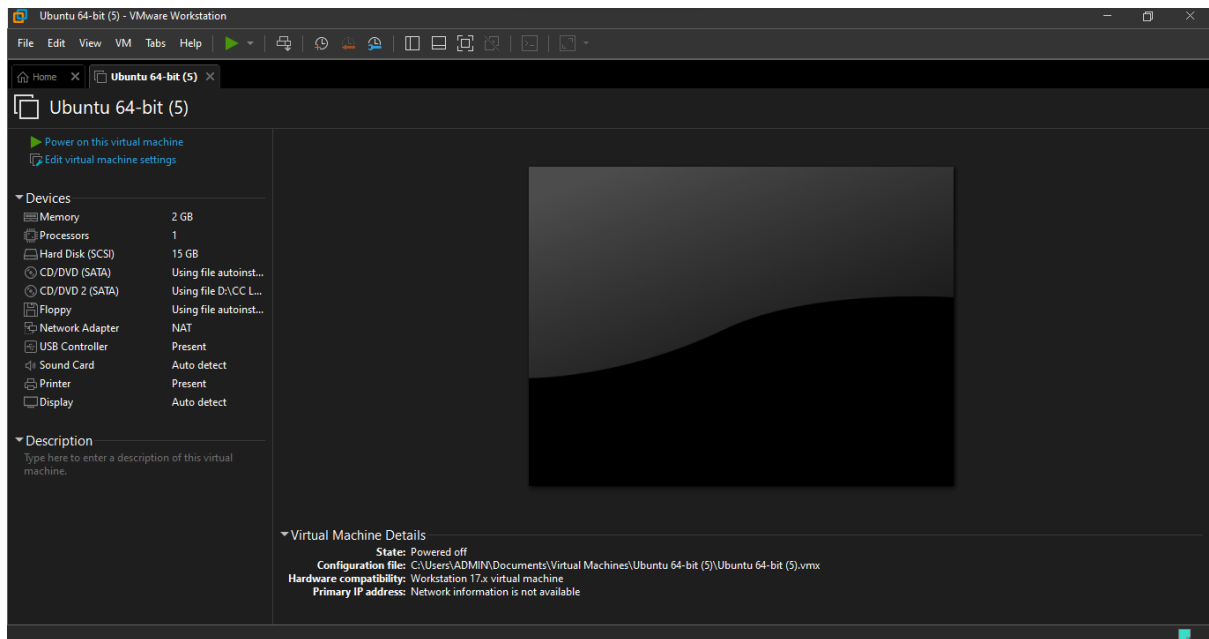 Ubuntu 64-bit (5) - VMware Workstation
File Edit View VM Tabs Help
Home Ubuntu 64-bit (5)
Ubuntu 64-bit (5)
Power on this virtual machine
Edit virtual machine settings
Devices
Memory 2 GB
Processors 1
Hard Disk (SCSI) 15 GB
CD/DVD (SATA) Using file autoinst...
CD/DVD 2 (SATA) Using file D:\CC L...
Floppy Using file autoinst...
Network Adapter NAT
USB Controller Present
Sound Card Auto detect
Printer Present
Display Auto detect
Description
Type here to enter a description of this virtual
machine.
Virtual Machine Details
State: Powered off
Configuration file: C:\Users\ADMIN\Documents\Virtual Machines\Ubuntu 64-bit (5)\Ubuntu 64-bit (5).vmx
Hardware compatibility: Workstation 17.x virtual machine
Primary IP address: Network information is not available